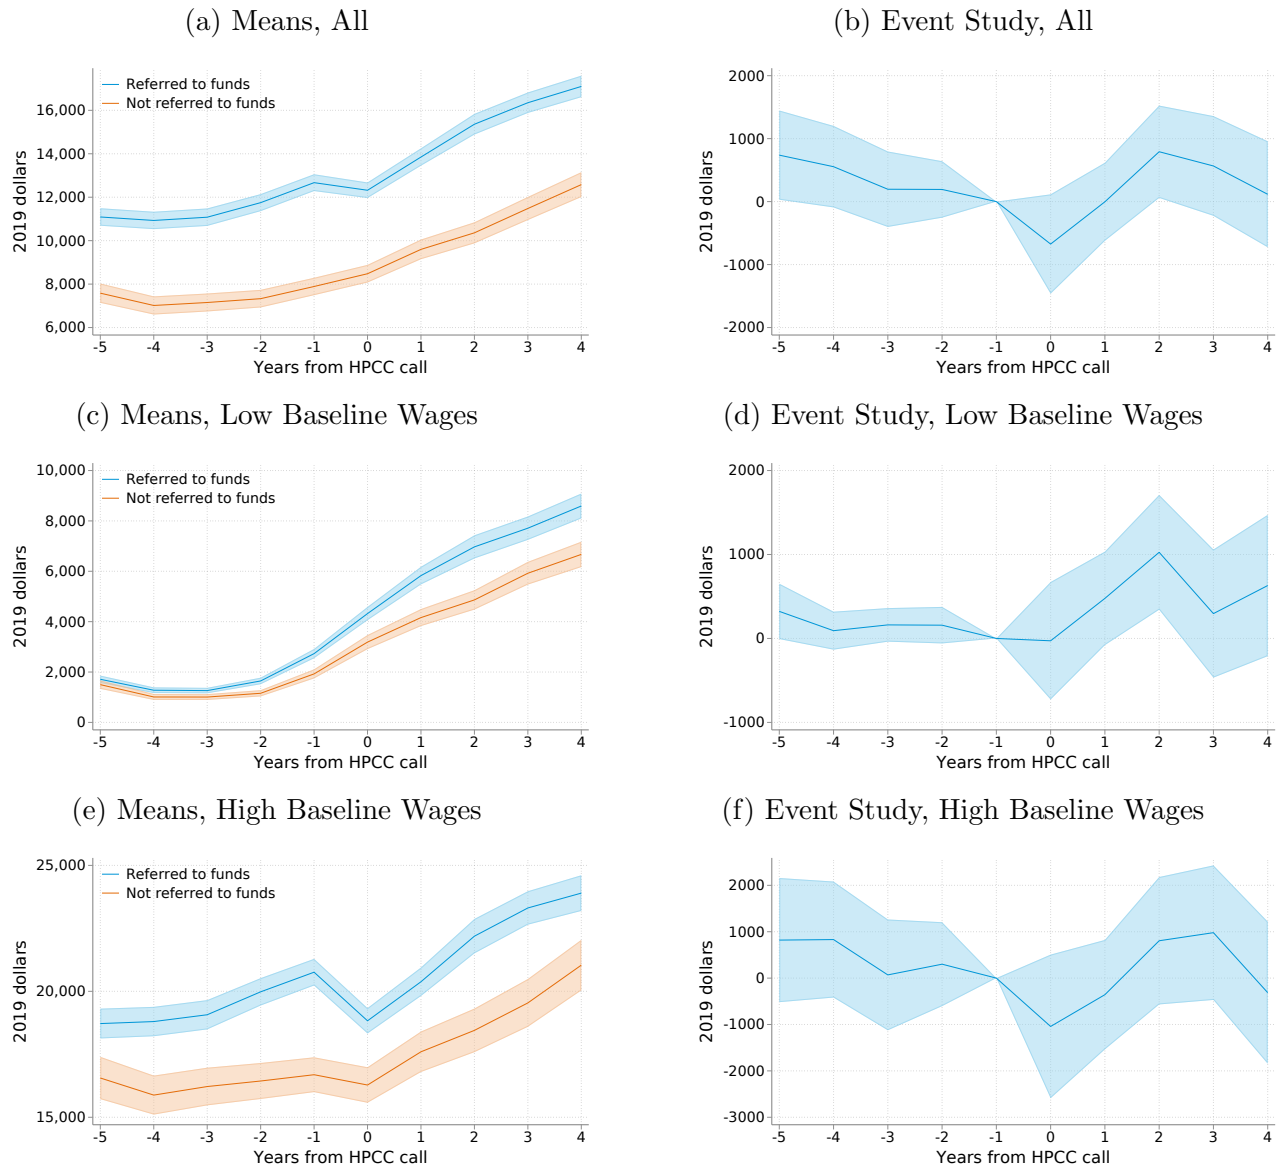 (a) Means, All
2019 dollars
16,000
14,000
12,000
10,000
8,000
6,000
Referred to funds
Not referred to funds
-5 -4 -3 -2 -1 0 1 2 3 4
Years from HPCC call
(b) Event Study, All
2019 dollars
2000
1000
0
-1000
-2000
-5 -4 -3 -2 -1 0 1 2 3 4
Years from HPCC call
(c) Means, Low Baseline Wages
2019 dollars
10,000
8,000
6,000
4,000
2,000
0
Referred to funds
Not referred to funds
-5 -4 -3 -2 -1 0 1 2 3 4
Years from HPCC call
(d) Event Study, Low Baseline Wages
2019 dollars
2000
1000
0
-1000
-5 -4 -3 -2 -1 0 1 2 3 4
Years from HPCC call
(e) Means, High Baseline Wages
2019 dollars
25,000
20,000
15,000
Referred to funds
Not referred to funds
-5 -4 -3 -2 -1 0 1 2 3 4
Years from HPCC call
(f) Event Study, High Baseline Wages
2019 dollars
2000
1000
0
-1000
-2000
-3000
-5 -4 -3 -2 -1 0 1 2 3 4
Years from HPCC call